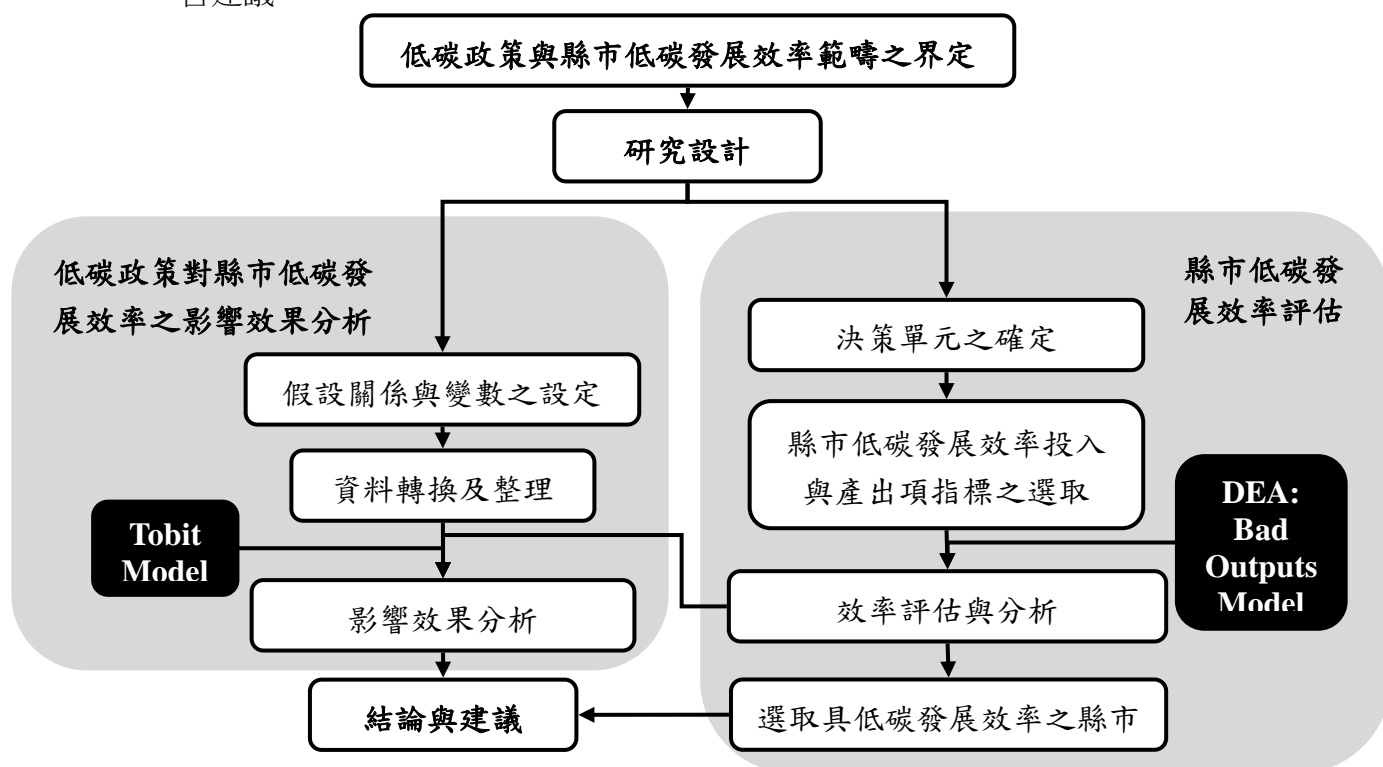 低碳政策與縣市低碳發展效率範疇之界定
研究設計
低碳政策對縣市低碳發
展效率之影響效果分析
假設關係與變數之設定
資料轉換及整理
Tobit
Model
影響效果分析
結論與建議
縣市低碳發
展效率評估
決策單元之確定
縣市低碳發展效率投入
與產出項指標之選取
DEA:
Bad
Outputs
Model
效率評估與分析
選取具低碳發展效率之縣市